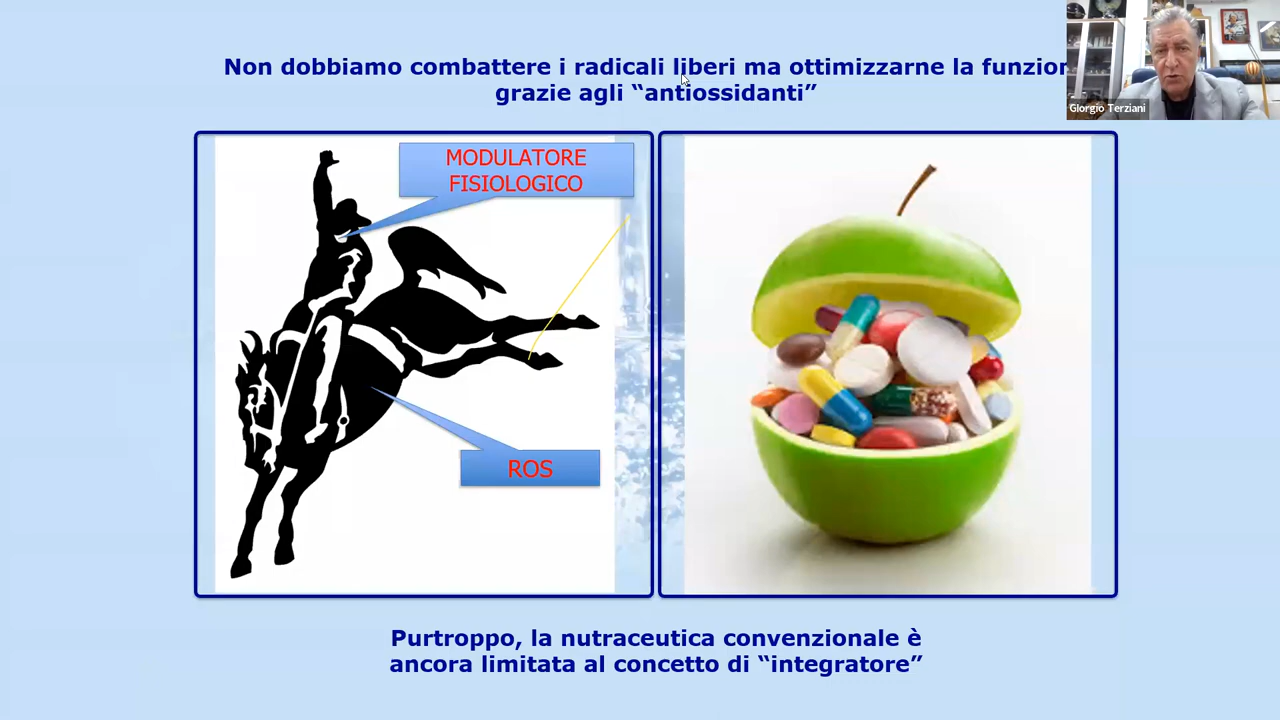 Non dobbiamo combattere i radicali liberi ma ottimizzarne la funzion
grazie agli “antiossidanti”
Giorgio Terziani
MODULATORE
FISIOLOGICO
ROS
Purtroppo, la nutraceutica convenzionale è
ancora limitata al concetto di “integratore”